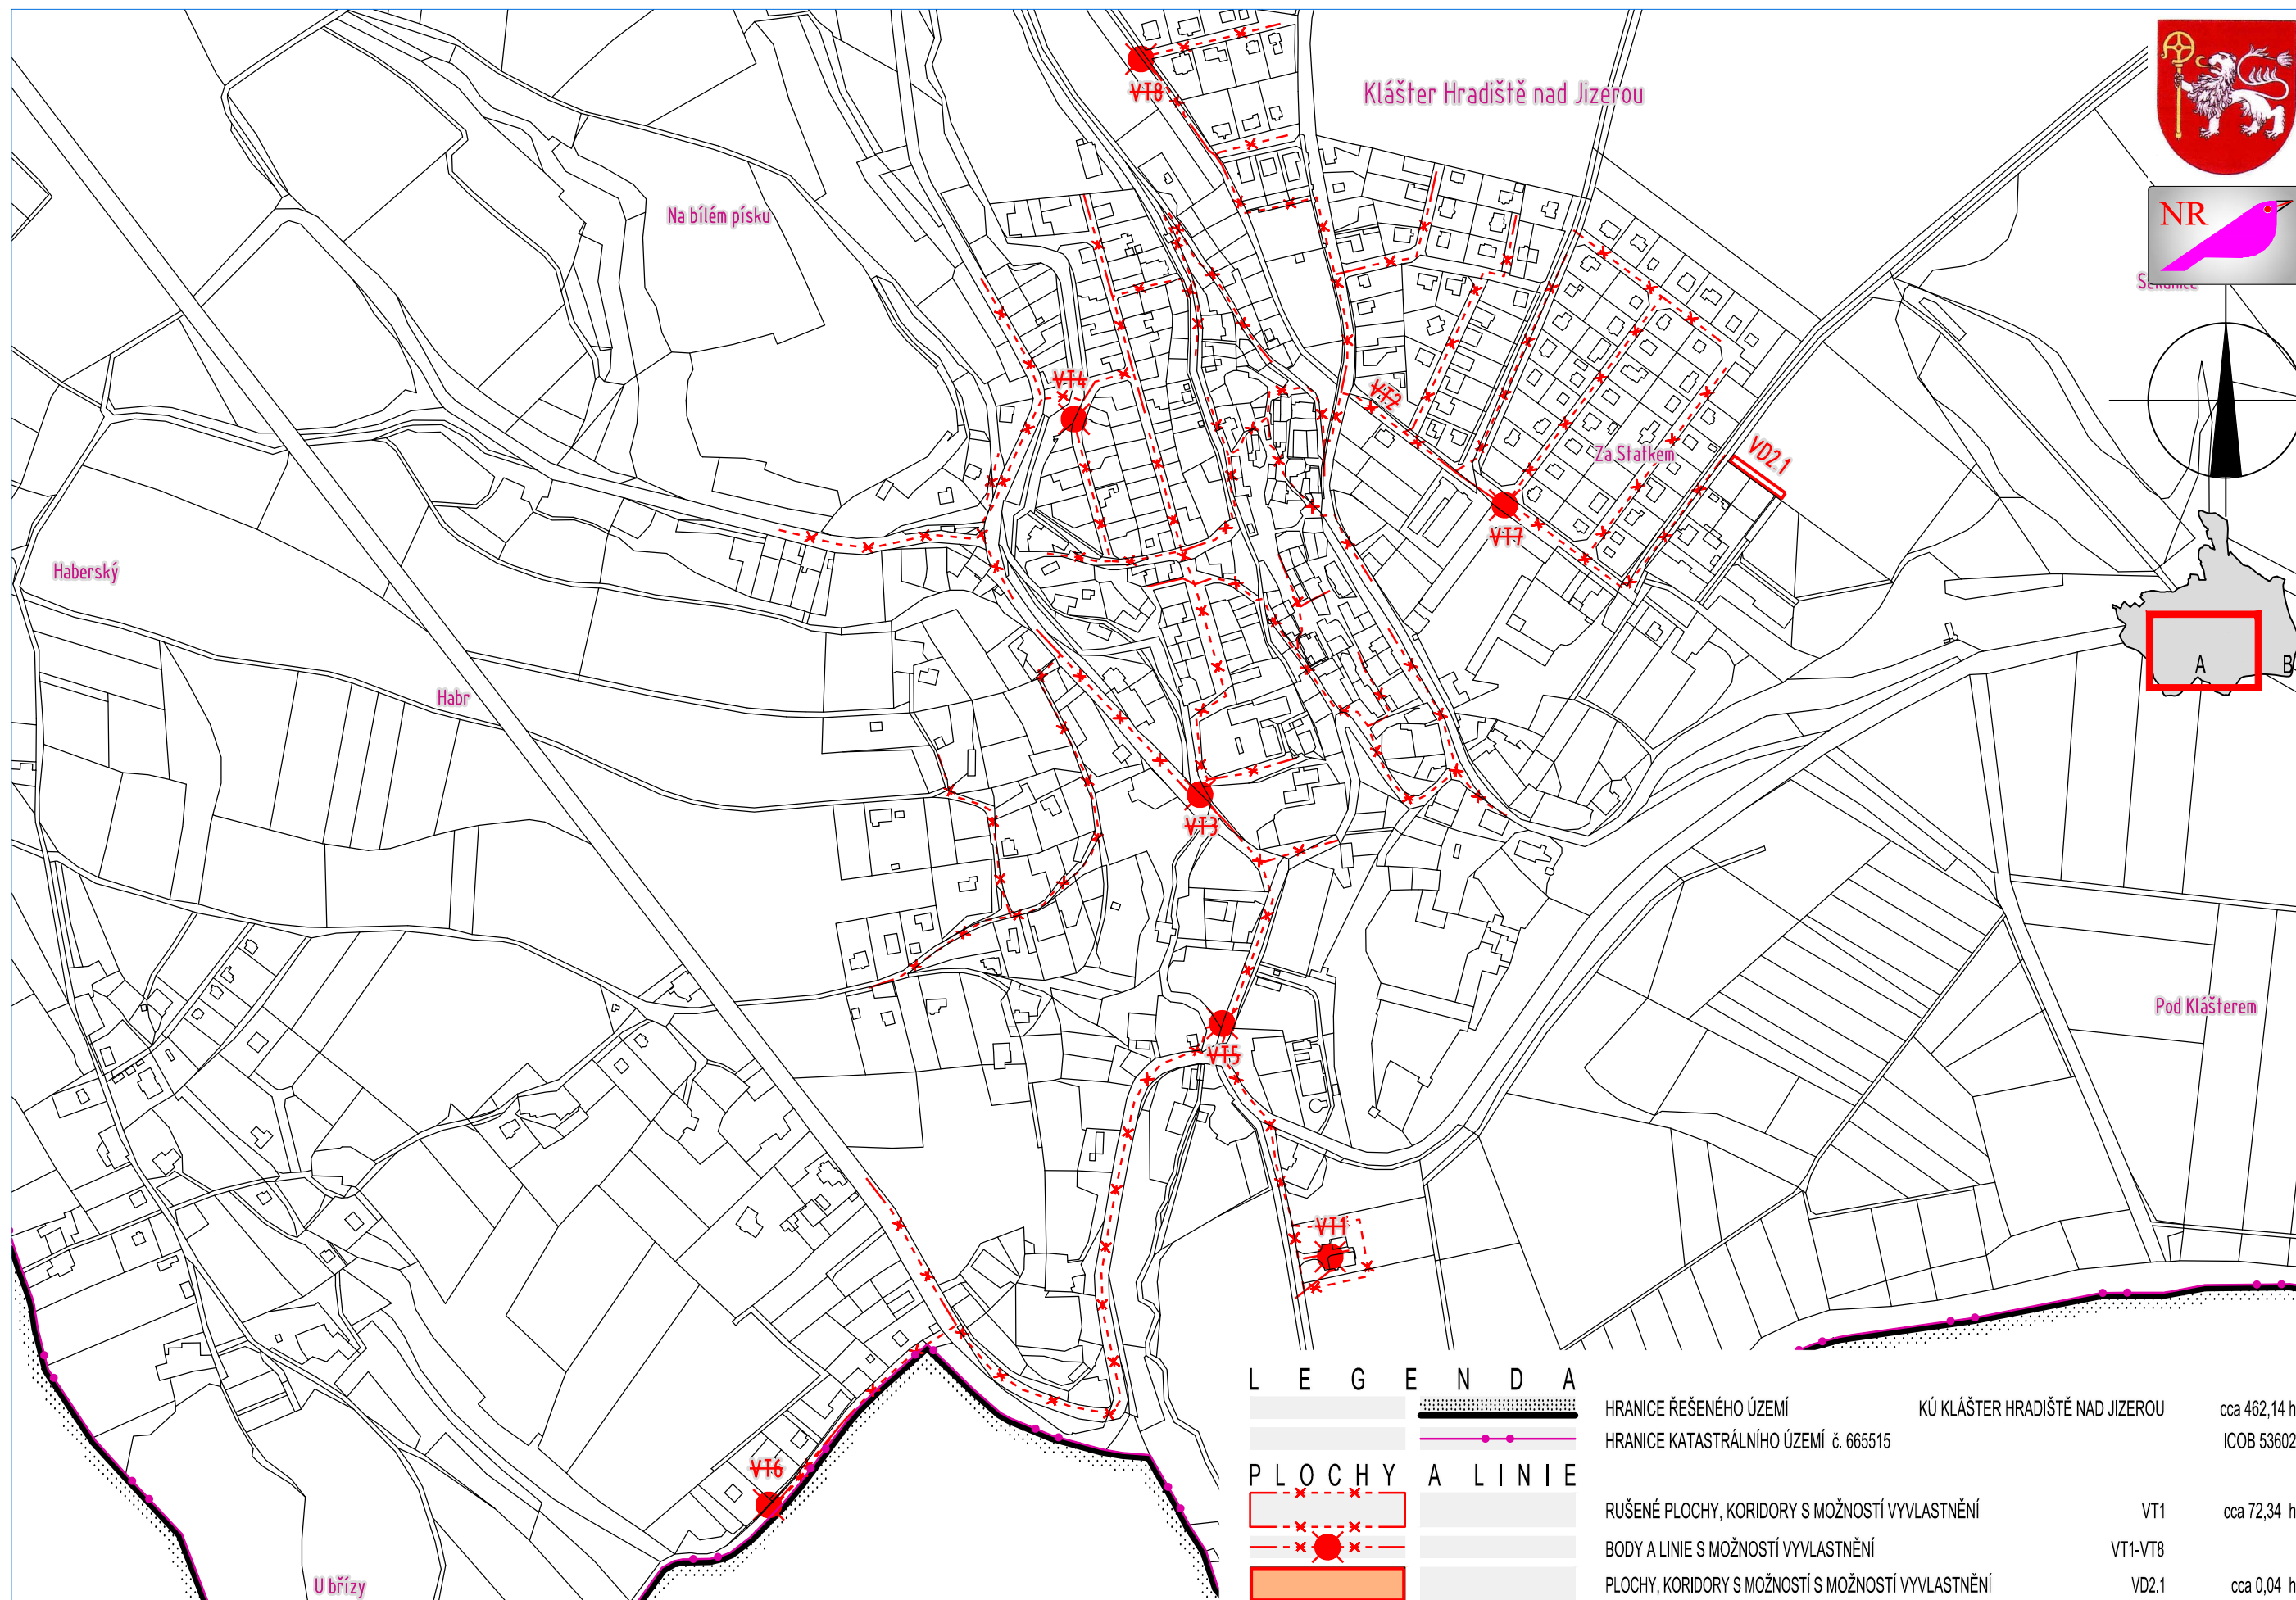 VT8
Klášter Hradiště nad Jizerou
NR
Na bílém písku
VT4
VT2
Za Statkem
VD2.1
VT7
Haberský
Habr
A
B
VT3
Pod Klášterem
VT5
VT1
VT6
U břízy
L E G E N D A
HRANICE ŘEŠENÉHO ÚZEMÍ KÚ KLÁŠTER HRADIŠTĚ NAD JIZEROU cca 462,14 h
HRANICE KATASTRÁLNÍHO ÚZEMÍ č. 665515 ICOB 53602
P L O C H Y A L I N I E
RUŠENÉ PLOCHY, KORIDORY S MOŽNOSTÍ VYVLASTNĚNÍ VT1 cca 72,34 h
BODY A LINIE S MOŽNOSTÍ VYVLASTNĚNÍ VT1-VT8
PLOCHY, KORIDORY S MOŽNOSTÍ S MOŽNOSTÍ VYVLASTNĚNÍ VD2.1 cca 0,04 h